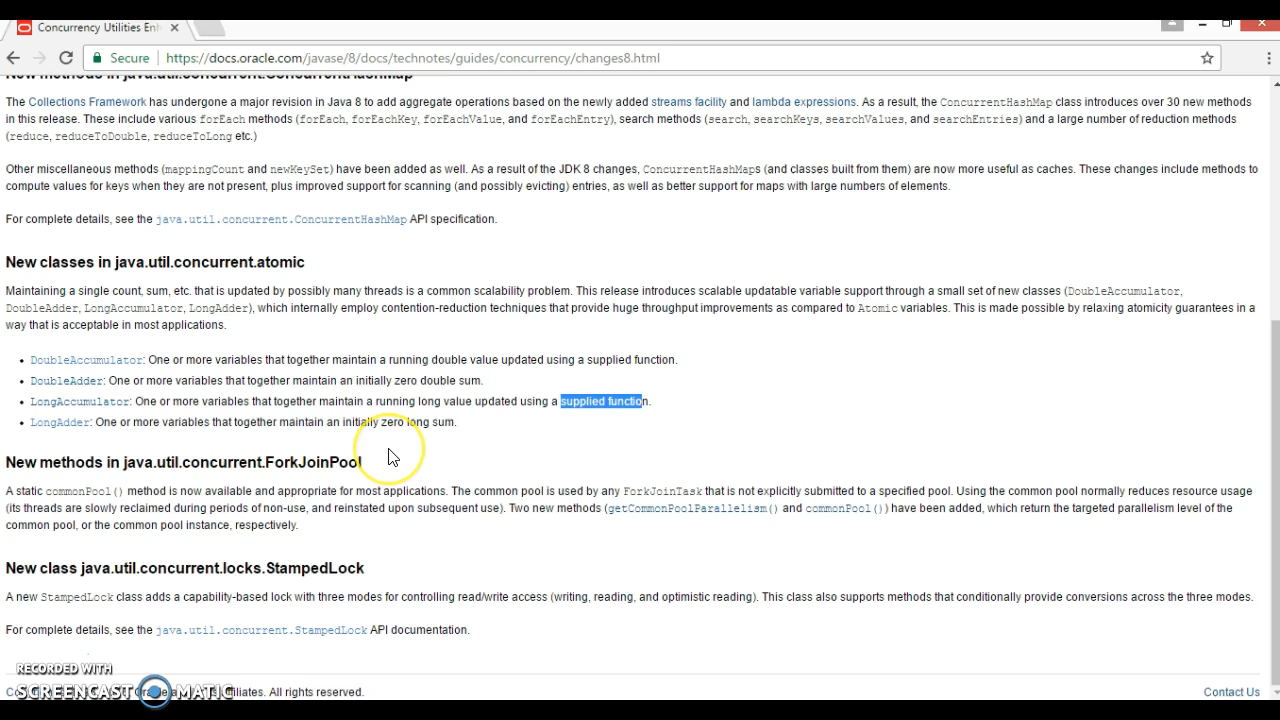 Concurrency Utilities Enh
Secure https://docs.oracle.com/javase/8/docs/technotes/guides/concurrency/changes8.html
New methods in java.util.concurrent.ConcurrentHashMap
The Collections Framework has undergone a major revision in Java 8 to add aggregate operations based on the newly added streams facility and lambda expressions. As a result, the ConcurrentHashMap class introduces over 30 new methods
in this release. These include various forEach methods (forEach, forEachKey, forEachValue, and forEachEntry), search methods (search, searchKeys, searchValues, and searchEntries) and a large number of reduction methods
(reduce, reduceToDouble, reduceToLong etc.)
Other miscellaneous methods (mappingCount and newKeySet) have been added as well. As a result of the JDK 8 changes, ConcurrentHashMaps (and classes built from them) are now more useful as caches. These changes include methods to
compute values for keys when they are not present, plus improved support for scanning (and possibly evicting) entries, as well as better support for maps with large numbers of elements.
For complete details, see the java.util.concurrent.ConcurrentHashMap API specification.
New classes in java.util.concurrent.atomic
Maintaining a single count, sum, etc. that is updated by possibly many threads is a common scalability problem. This release introduces scalable updatable variable support through a small set of new classes (DoubleAccumulator,
DoubleAdder, LongAccumulator, LongAdder), which internally employ contention-reduction techniques that provide huge throughput improvements as compared to Atomic variables. This is made possible by relaxing atomicity guarantees in a
way that is acceptable in most applications.
• DoubleAccumulator: One or more variables that together maintain a running double value updated using a supplied function.
• DoubleAdder: One or more variables that together maintain an initially zero double sum.
• LongAccumulator: One or more variables that together maintain a running long value updated using a supplied function.
• LongAdder: One or more variables that together maintain an initially zero long sum.
New methods in java.util.concurrent.ForkJoinPool
A static commonPool() method is now available and appropriate for most applications. The common pool is used by any ForkJoinTask that is not explicitly submitted to a specified pool. Using the common pool normally reduces resource usage
(its threads are slowly reclaimed during periods of non-use, and reinstated upon subsequent use). Two new methods (getCommonPoolParallelism() and commonPool()) have been added, which return the targeted parallelism level of the
common pool, or the common pool instance, respectively.
New class java.util.concurrent.locks.StampedLock
A new StampedLock class adds a capability-based lock with three modes for controlling read/write access (writing, reading, and optimistic reading). This class also supports methods that conditionally provide conversions across the three modes.
For complete details, see the java.util.concurrent.StampedLock API documentation.
RECORDED WITH
SCREENCAST MATIC
affiliates. All rights reserved.
Contact Us